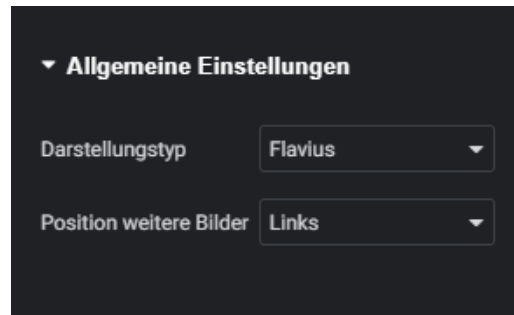 Allgemeine Einstellungen
Darstellungstyp Flavius
Position weitere Bilder Links